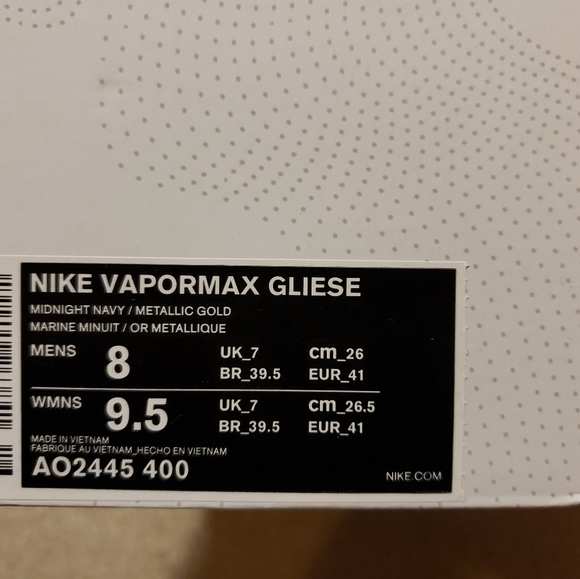 NIKE VAPORMAX GLIESE
MIDNIGHT NAVY / METALLIC GOLD
MARINE MINUIT / OR METALLIQUE
MENS 8 UK_7 cm_26
BR_39.5 EUR_41
WMNS 9.5 UK_7 cm_26.5
BR_39.5 EUR_41
MADE IN VIETNAM
FABRIQUE AU VIETNAM_HECHO EN VIETNAM
AO2445 400 NIKE.COM